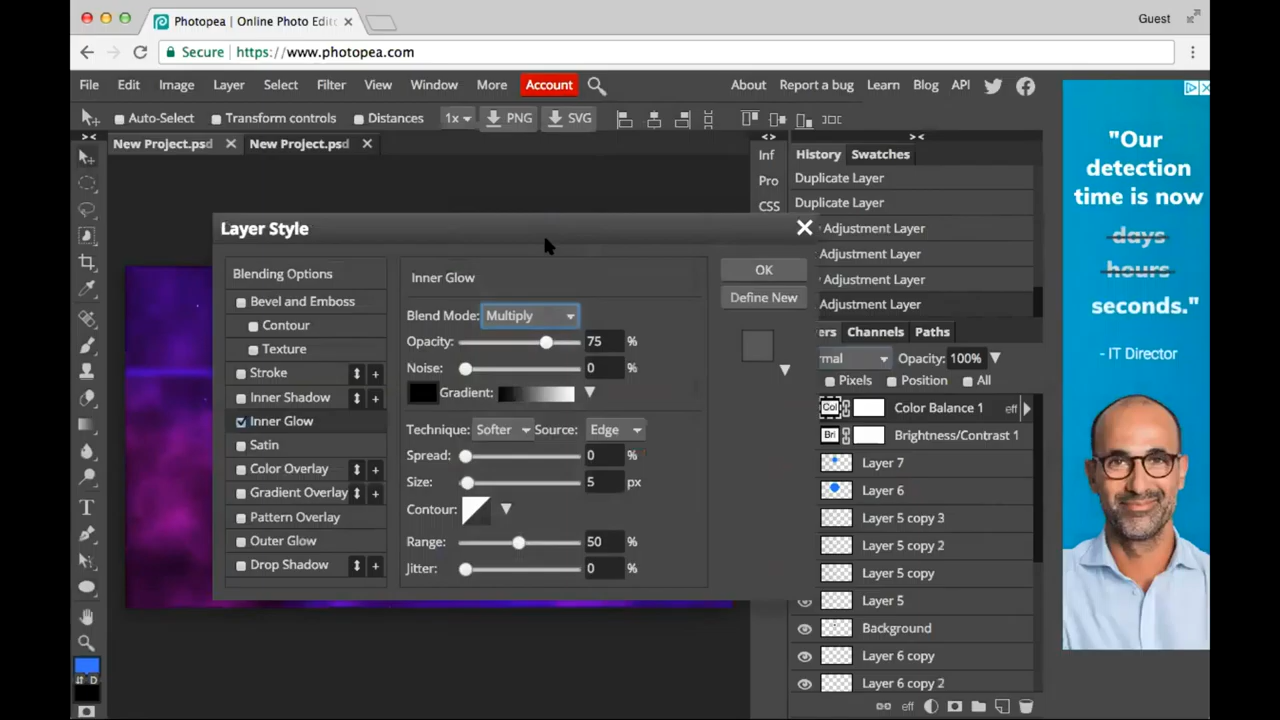 Photopea | Online Photo Edit
Guest
Secure
https://www.photopea.com
File Edit Image Layer Select Filter View Window More Account About Report a bug Learn Blog API
Auto-Select Transform controls Distances 1x PNG SVG
New Project.psd New Project.psd
Inf
Pro
CSS
History Swatches
Duplicate Layer
Duplicate Layer
Adjustment Layer
Adjustment Layer
Adjustment Layer
Adjustment Layer
Layer Style
Blending Options
Bevel and Emboss
Contour
Texture
Stroke
Inner Shadow
Inner Glow
Satin
Color Overlay
Gradient Overlay
Pattern Overlay
Outer Glow
Drop Shadow
Inner Glow
Blend Mode: Multiply
Opacity: 75 %
Noise: 0 %
Gradient:
Technique: Softer Source: Edge
Spread: 0 %
Size: 5 px
Contour:
Range: 50 %
Jitter: 0 %
OK
Define New
ers Channels Paths
mal Opacity: 100%
Pixels Position All
Col Color Balance 1 eff
Bri Brightness/Contrast 1
Layer 7
Layer 6
Layer 5 copy 3
Layer 5 copy 2
Layer 5 copy
Layer 5
Background
Layer 6 copy
Layer 6 copy 2
eff
D
"Our
detection
time is now
days
hours
seconds."
- IT Director